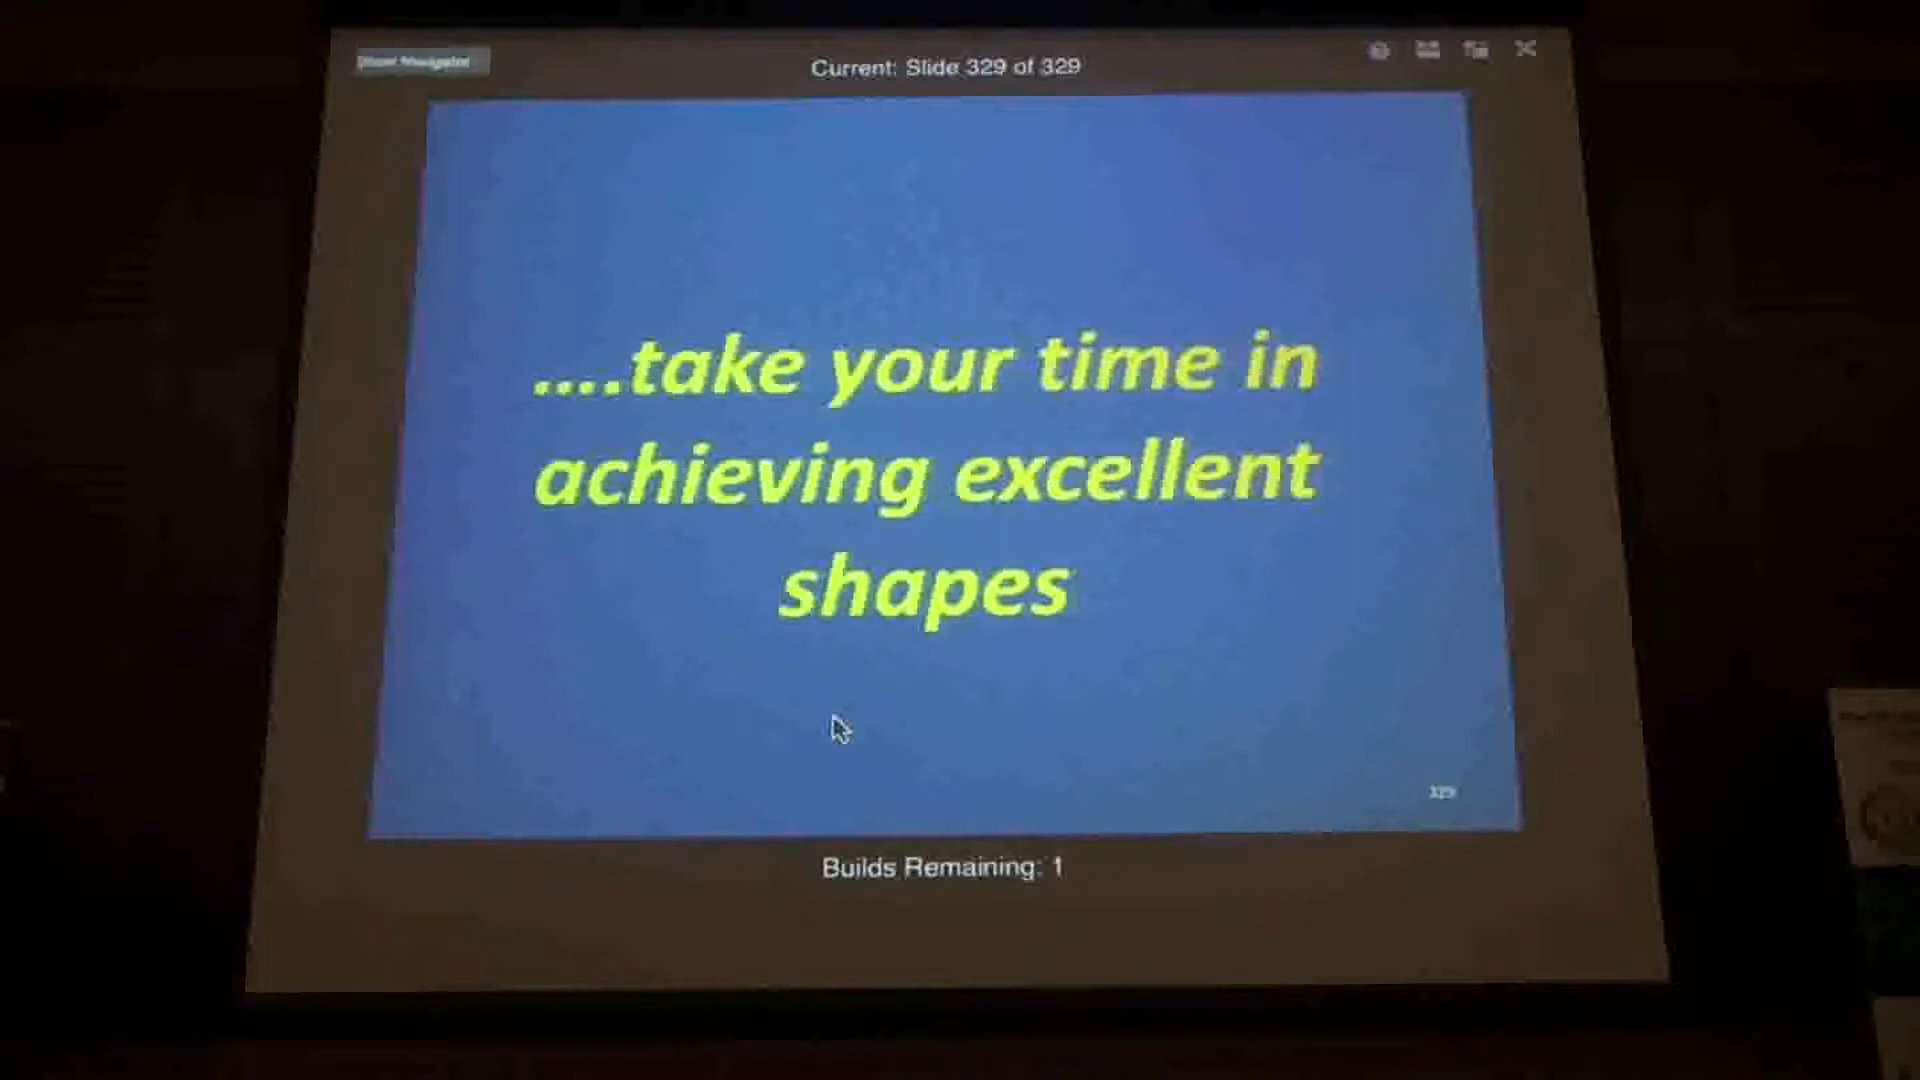 Current: Slide 329 of 329
....take your time in
achieving excellent
shapes
329
Builds Remaining: 1